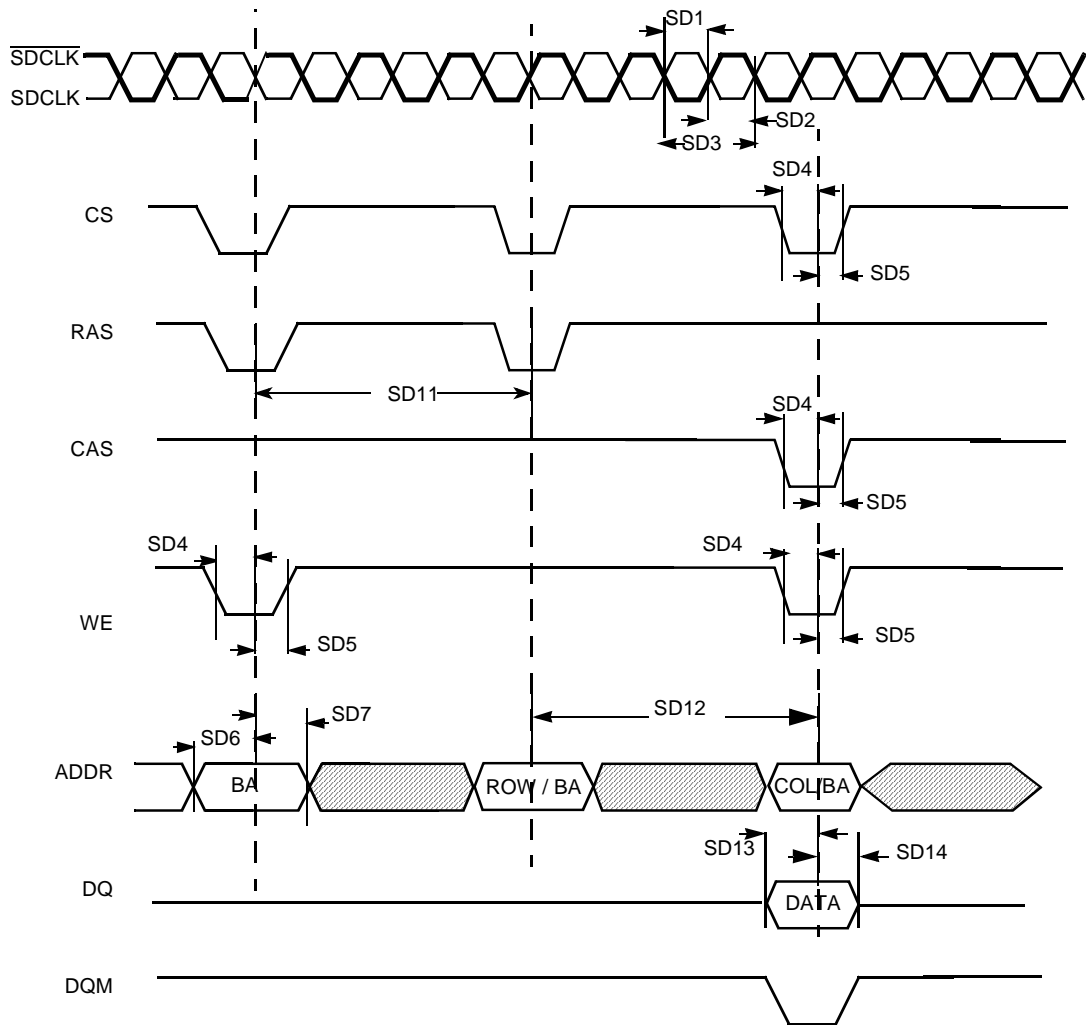 SD1
SDCLK
SDCLK
SD2
SD3
SD4
CS
SD5
RAS
SD11
SD4
CAS
SD5
SD4
SD4
WE
SD5
SD5
SD12
SD7
SD6
ADDR
BA
ROW / BA
COL/BA
SD13
SD14
DQ
DATA
DQM